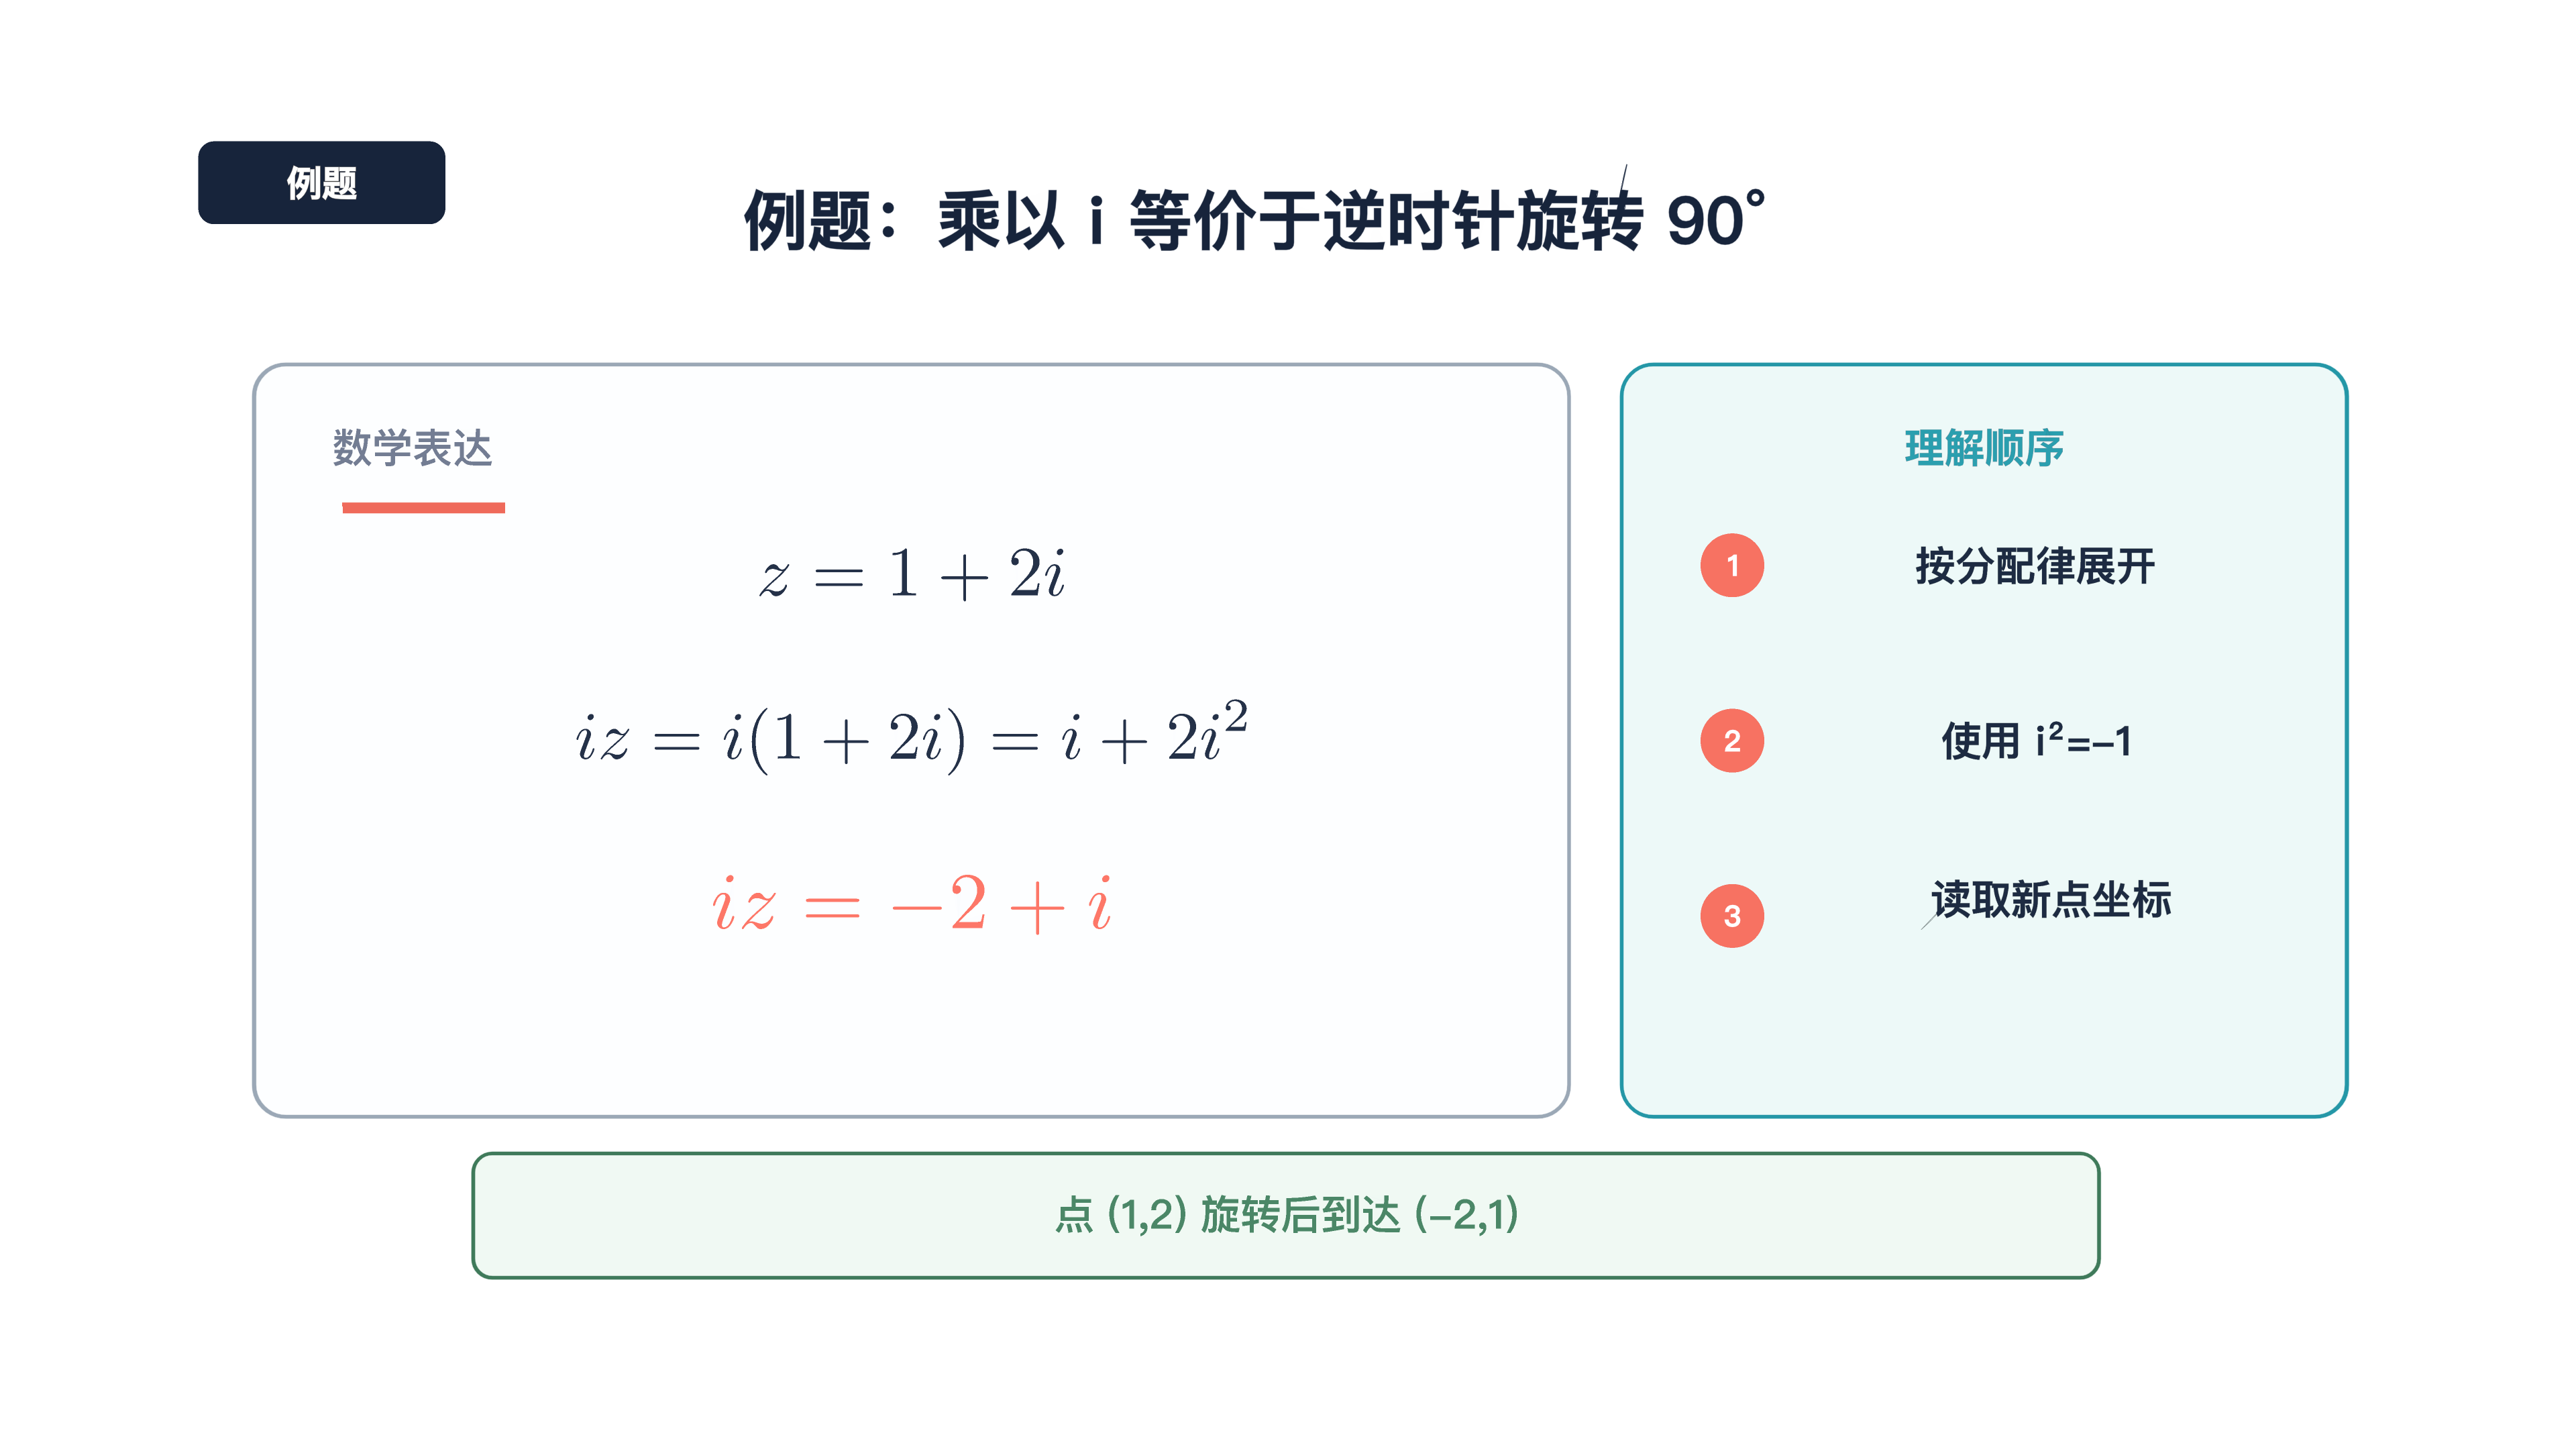 例题
例题：乘以 i 等价于逆时针旋转 90°
数学表达
z = 1 + 2i
iz = i(1 + 2i) = i + 2i²
iz = −2 + i
理解顺序
1 按分配律展开
2 使用 i²=−1
3 读取新点坐标
点 (1,2) 旋转后到达 (−2,1)